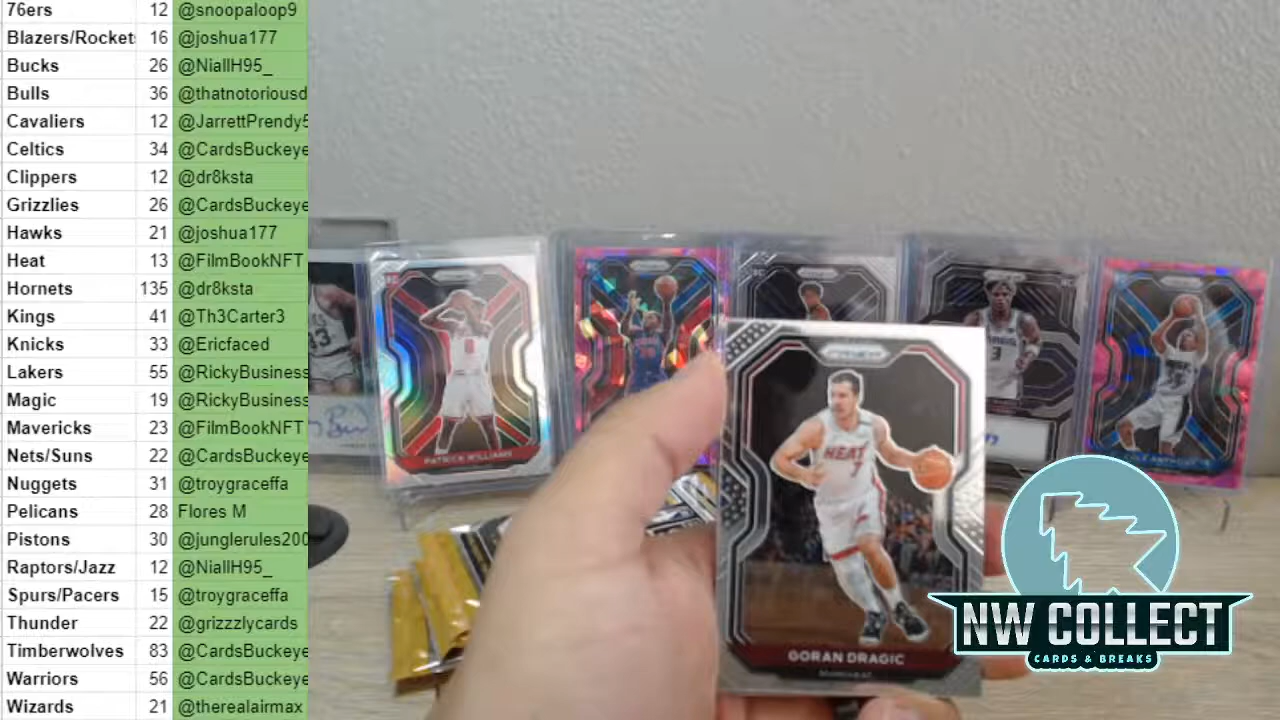 76ers 12 @snoopaloop9
Blazers/Rockets 16 @joshua177
Bucks 26 @NiallH95_
Bulls 36 @thatnotoriousd
Cavaliers 12 @JarrettPrendy5
Celtics 34 @CardsBuckeye
Clippers 12 @dr8ksta
Grizzlies 26 @CardsBuckeye
Hawks 21 @joshua177
Heat 13 @FilmBookNFT
Hornets 135 @dr8ksta
Kings 41 @Th3Carter3
Knicks 33 @Ericfaced
Lakers 55 @RickyBusiness
Magic 19 @RickyBusiness
Mavericks 23 @FilmBookNFT
Nets/Suns 22 @CardsBuckeye
Nuggets 31 @troygraceffa
Pelicans 28 Flores M
Pistons 30 @junglerules200
Raptors/Jazz 12 @NiallH95_
Spurs/Pacers 15 @troygraceffa
Thunder 22 @grizzzlycards
Timberwolves 83 @CardsBuckeye
Warriors 56 @CardsBuckeye
Wizards 21 @therealairmax
33
PATRICK WILLIAMS
PRIZM
HEAT
7
GORAN DRAGIC
NW COLLECT
CARDS & BREAKS